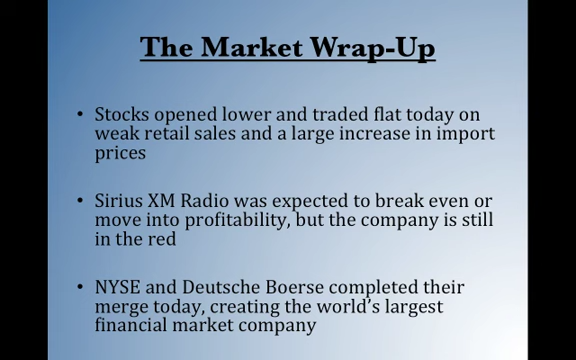 The Market Wrap-Up
• Stocks opened lower and traded flat today on
weak retail sales and a large increase in import
prices
• Sirius XM Radio was expected to break even or
move into profitability, but the company is still
in the red
• NYSE and Deutsche Boerse completed their
merge today, creating the world's largest
financial market company